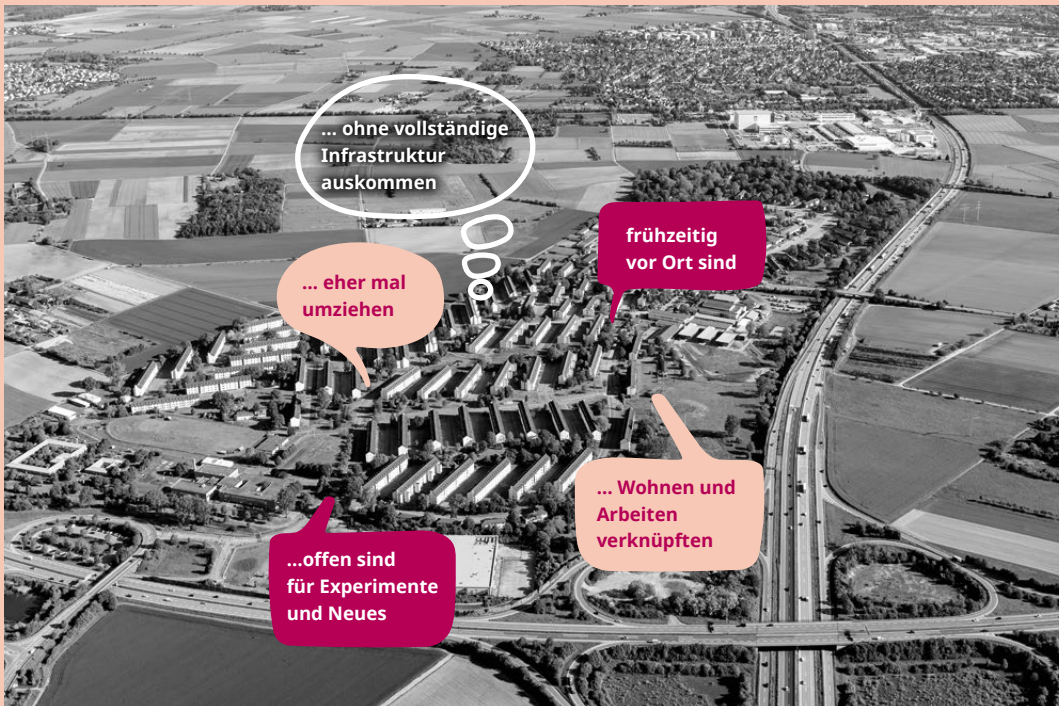 ... ohne vollständige
Infrastruktur
auskommen
frühzeitig
vor Ort sind
... eher mal
umziehen
... Wohnen und
Arbeiten
verknüpften
...offen sind
für Experimente
und Neues